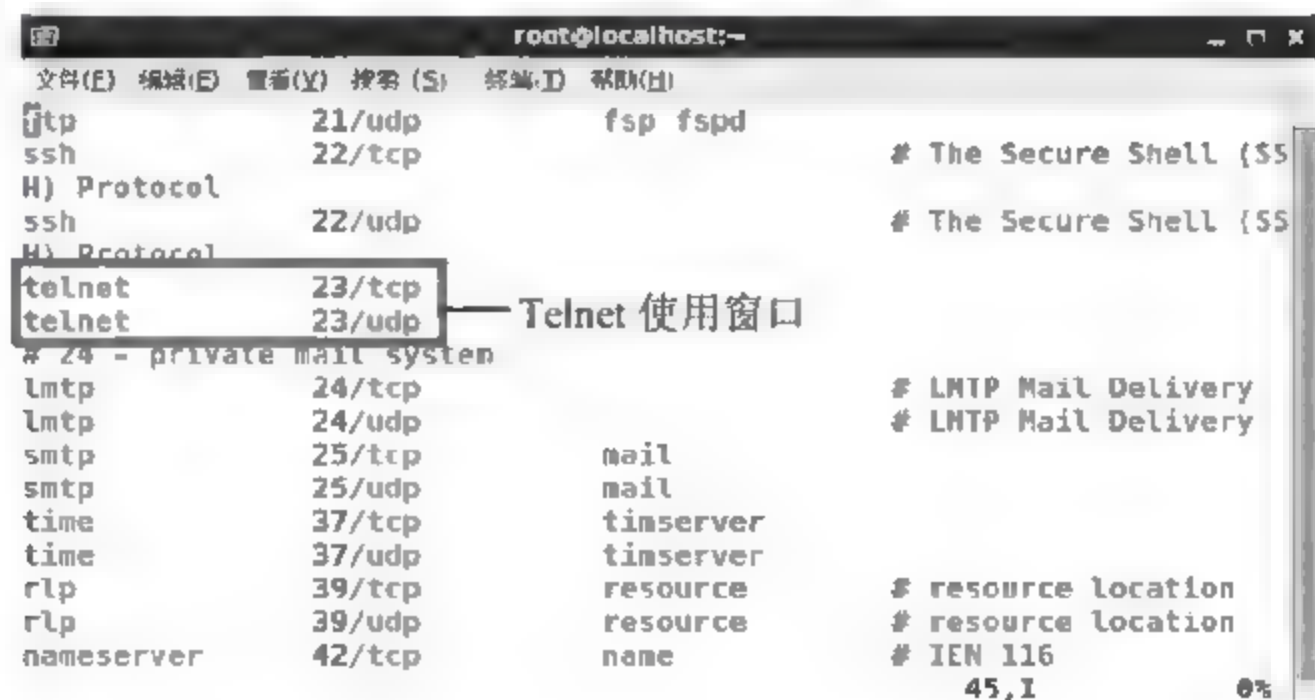 root@localhost:~
文件(F) 编辑(E) 查看(V) 搜索 (S) 终端(T) 帮助(H)
ftp 21/udp fsp fspd
ssh 22/tcp # The Secure Shell (SS
H) Protocol
ssh 22/udp # The Secure Shell (SS
H) Protocol
telnet 23/tcp
telnet 23/udp
Telnet 使用窗口
# 24 - private mail system
lmtp 24/tcp # LMTP Mail Delivery
lmtp 24/udp # LMTP Mail Delivery
smtp 25/tcp mail
smtp 25/udp mail
time 37/tcp timserver
time 37/udp timserver
rlp 39/tcp resource # resource location
rlp 39/udp resource # resource location
nameserver 42/tcp name # IEN 116
45,1 0%